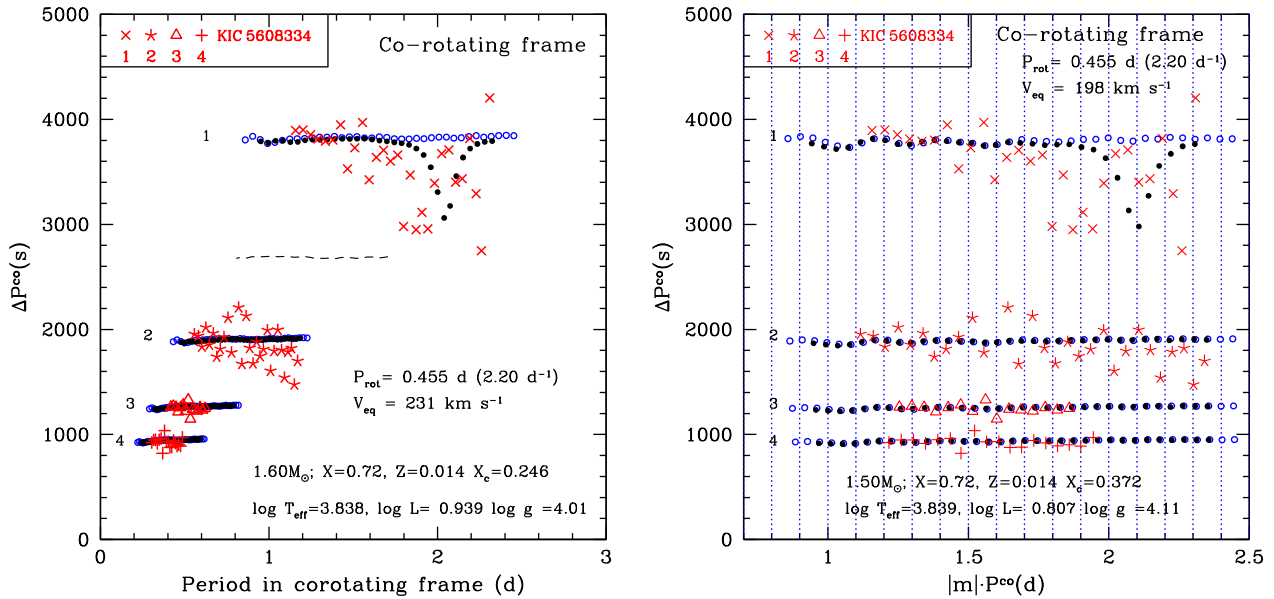 × ✶ △ + KIC 5608334
1 2 3 4
Co-rotating frame
5000
4000
3000
2000
1000
0
ΔPᶜᵒ(s)
1
2
3
4
P_rot= 0.455 d (2.20 d⁻¹)
V_eq = 231 km s⁻¹
1.60M_⊙; X=0.72, Z=0.014 X_c=0.246
log T_eff=3.838, log L= 0.939 log g =4.01
0 1 2 3
Period in corotating frame (d)
× ✶ △ + KIC 5608334
1 2 3 4
Co-rotating frame
P_rot= 0.455 d (2.20 d⁻¹)
V_eq = 198 km s⁻¹
5000
4000
3000
2000
1000
0
ΔPᶜᵒ(s)
1
2
3
4
1.50M_⊙; X=0.72, Z=0.014 X_c=0.372
log T_eff=3.839, log L= 0.807 log g =4.11
1 1.5 2 2.5
|m|·Pᶜᵒ(d)